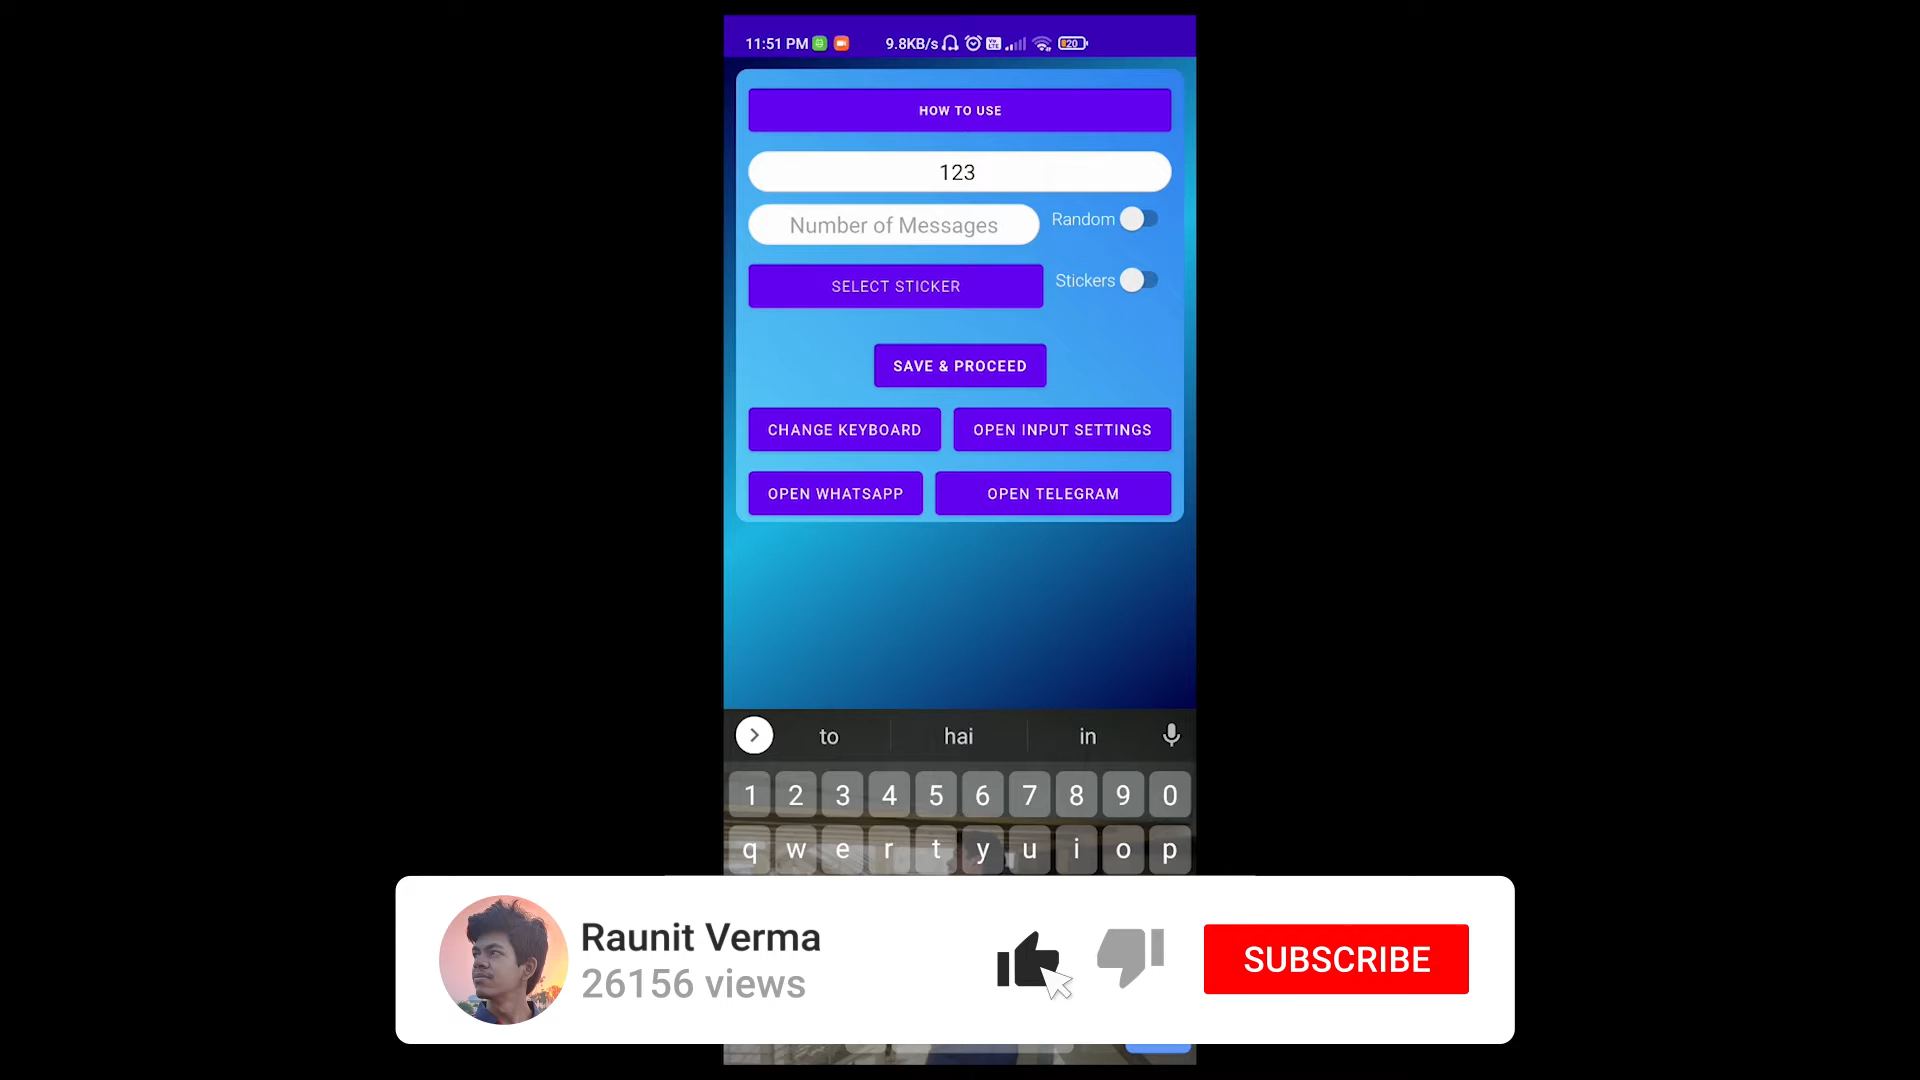 11:51 PM 9.8KB/s 20
HOW TO USE
123
Number of Messages Random
SELECT STICKER Stickers
SAVE & PROCEED
CHANGE KEYBOARD OPEN INPUT SETTINGS
OPEN WHATSAPP OPEN TELEGRAM
to hai in
1 2 3 4 5 6 7 8 9 0
q w e r t y u i o p
Raunit Verma
26156 views
SUBSCRIBE